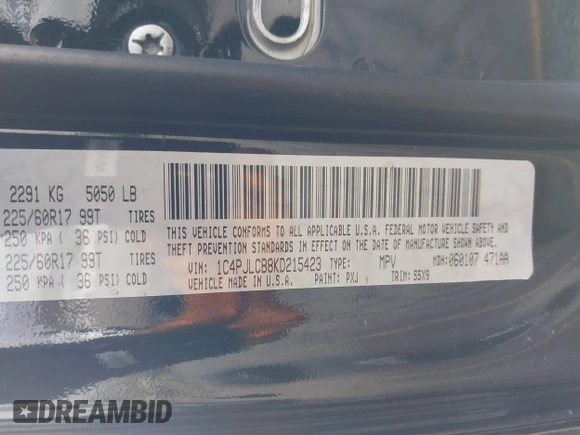 2291 KG 5050 LB
225/60R17 99T TIRES
250 KPA ( 36 PSI) COLD
225/60R17 99T TIRES
250 KPA ( 36 PSI) COLD
THIS VEHICLE CONFORMS TO ALL APPLICABLE U.S.A. FEDERAL MOTOR VEHICLE SAFETY AND
THEFT PREVENTION STANDARDS IN EFFECT ON THE DATE OF MANUFACTURE SHOWN ABOVE.
VIN: 1C4PJLCB8KD215423 TYPE: MPV MDH: 060107 471AA
VEHICLE MADE IN U.S.A. PAINT: PXJ TRIM: S5X9
DREAMBID